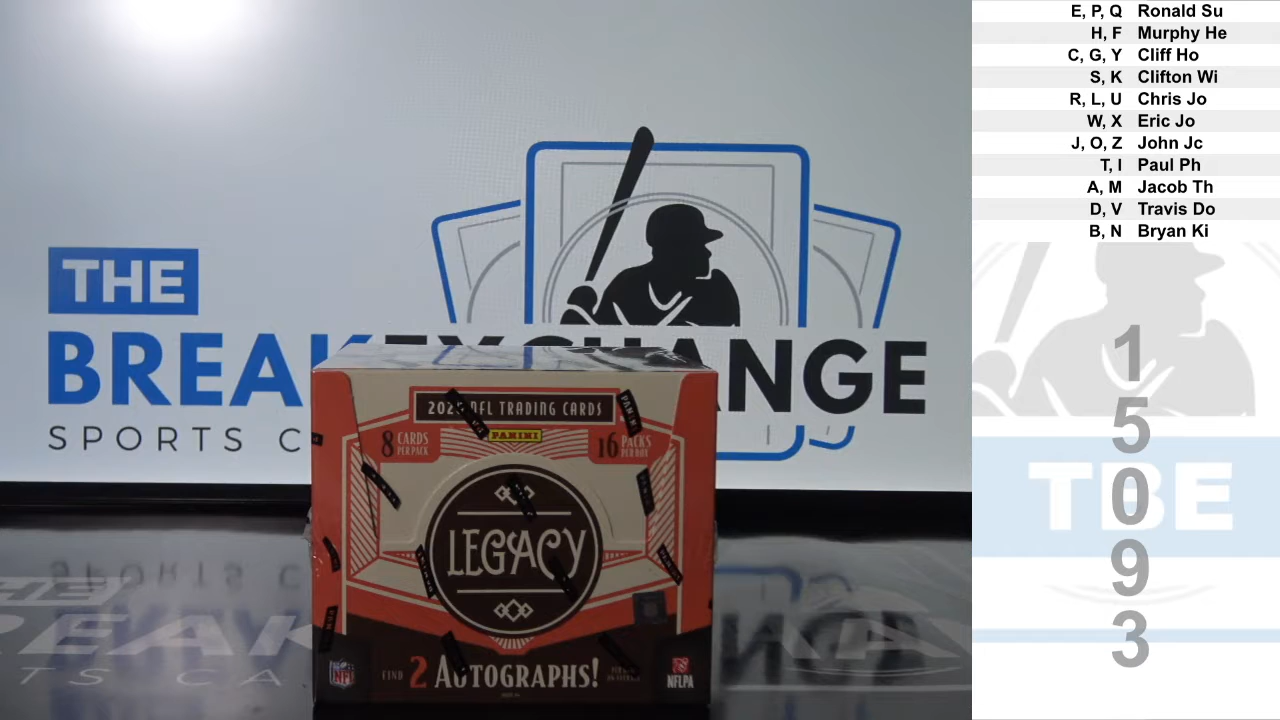 E, P, Q Ronald Su
H, F Murphy He
C, G, Y Cliff Ho
S, K Clifton Wi
R, L, U Chris Jo
W, X Eric Jo
J, O, Z John Jc
T, I Paul Ph
A, M Jacob Th
D, V Travis Do
B, N Bryan Ki
1
5
0
9
3
TBE
THE
BREAKEXCHANGE
SPORTS C
NFL TRADING CARDS
PANINI
8 CARDS PER PACK
16 PACKS PER BOX
LEGACY
FIND 2 AUTOGRAPHS!
NFL
NFLPA